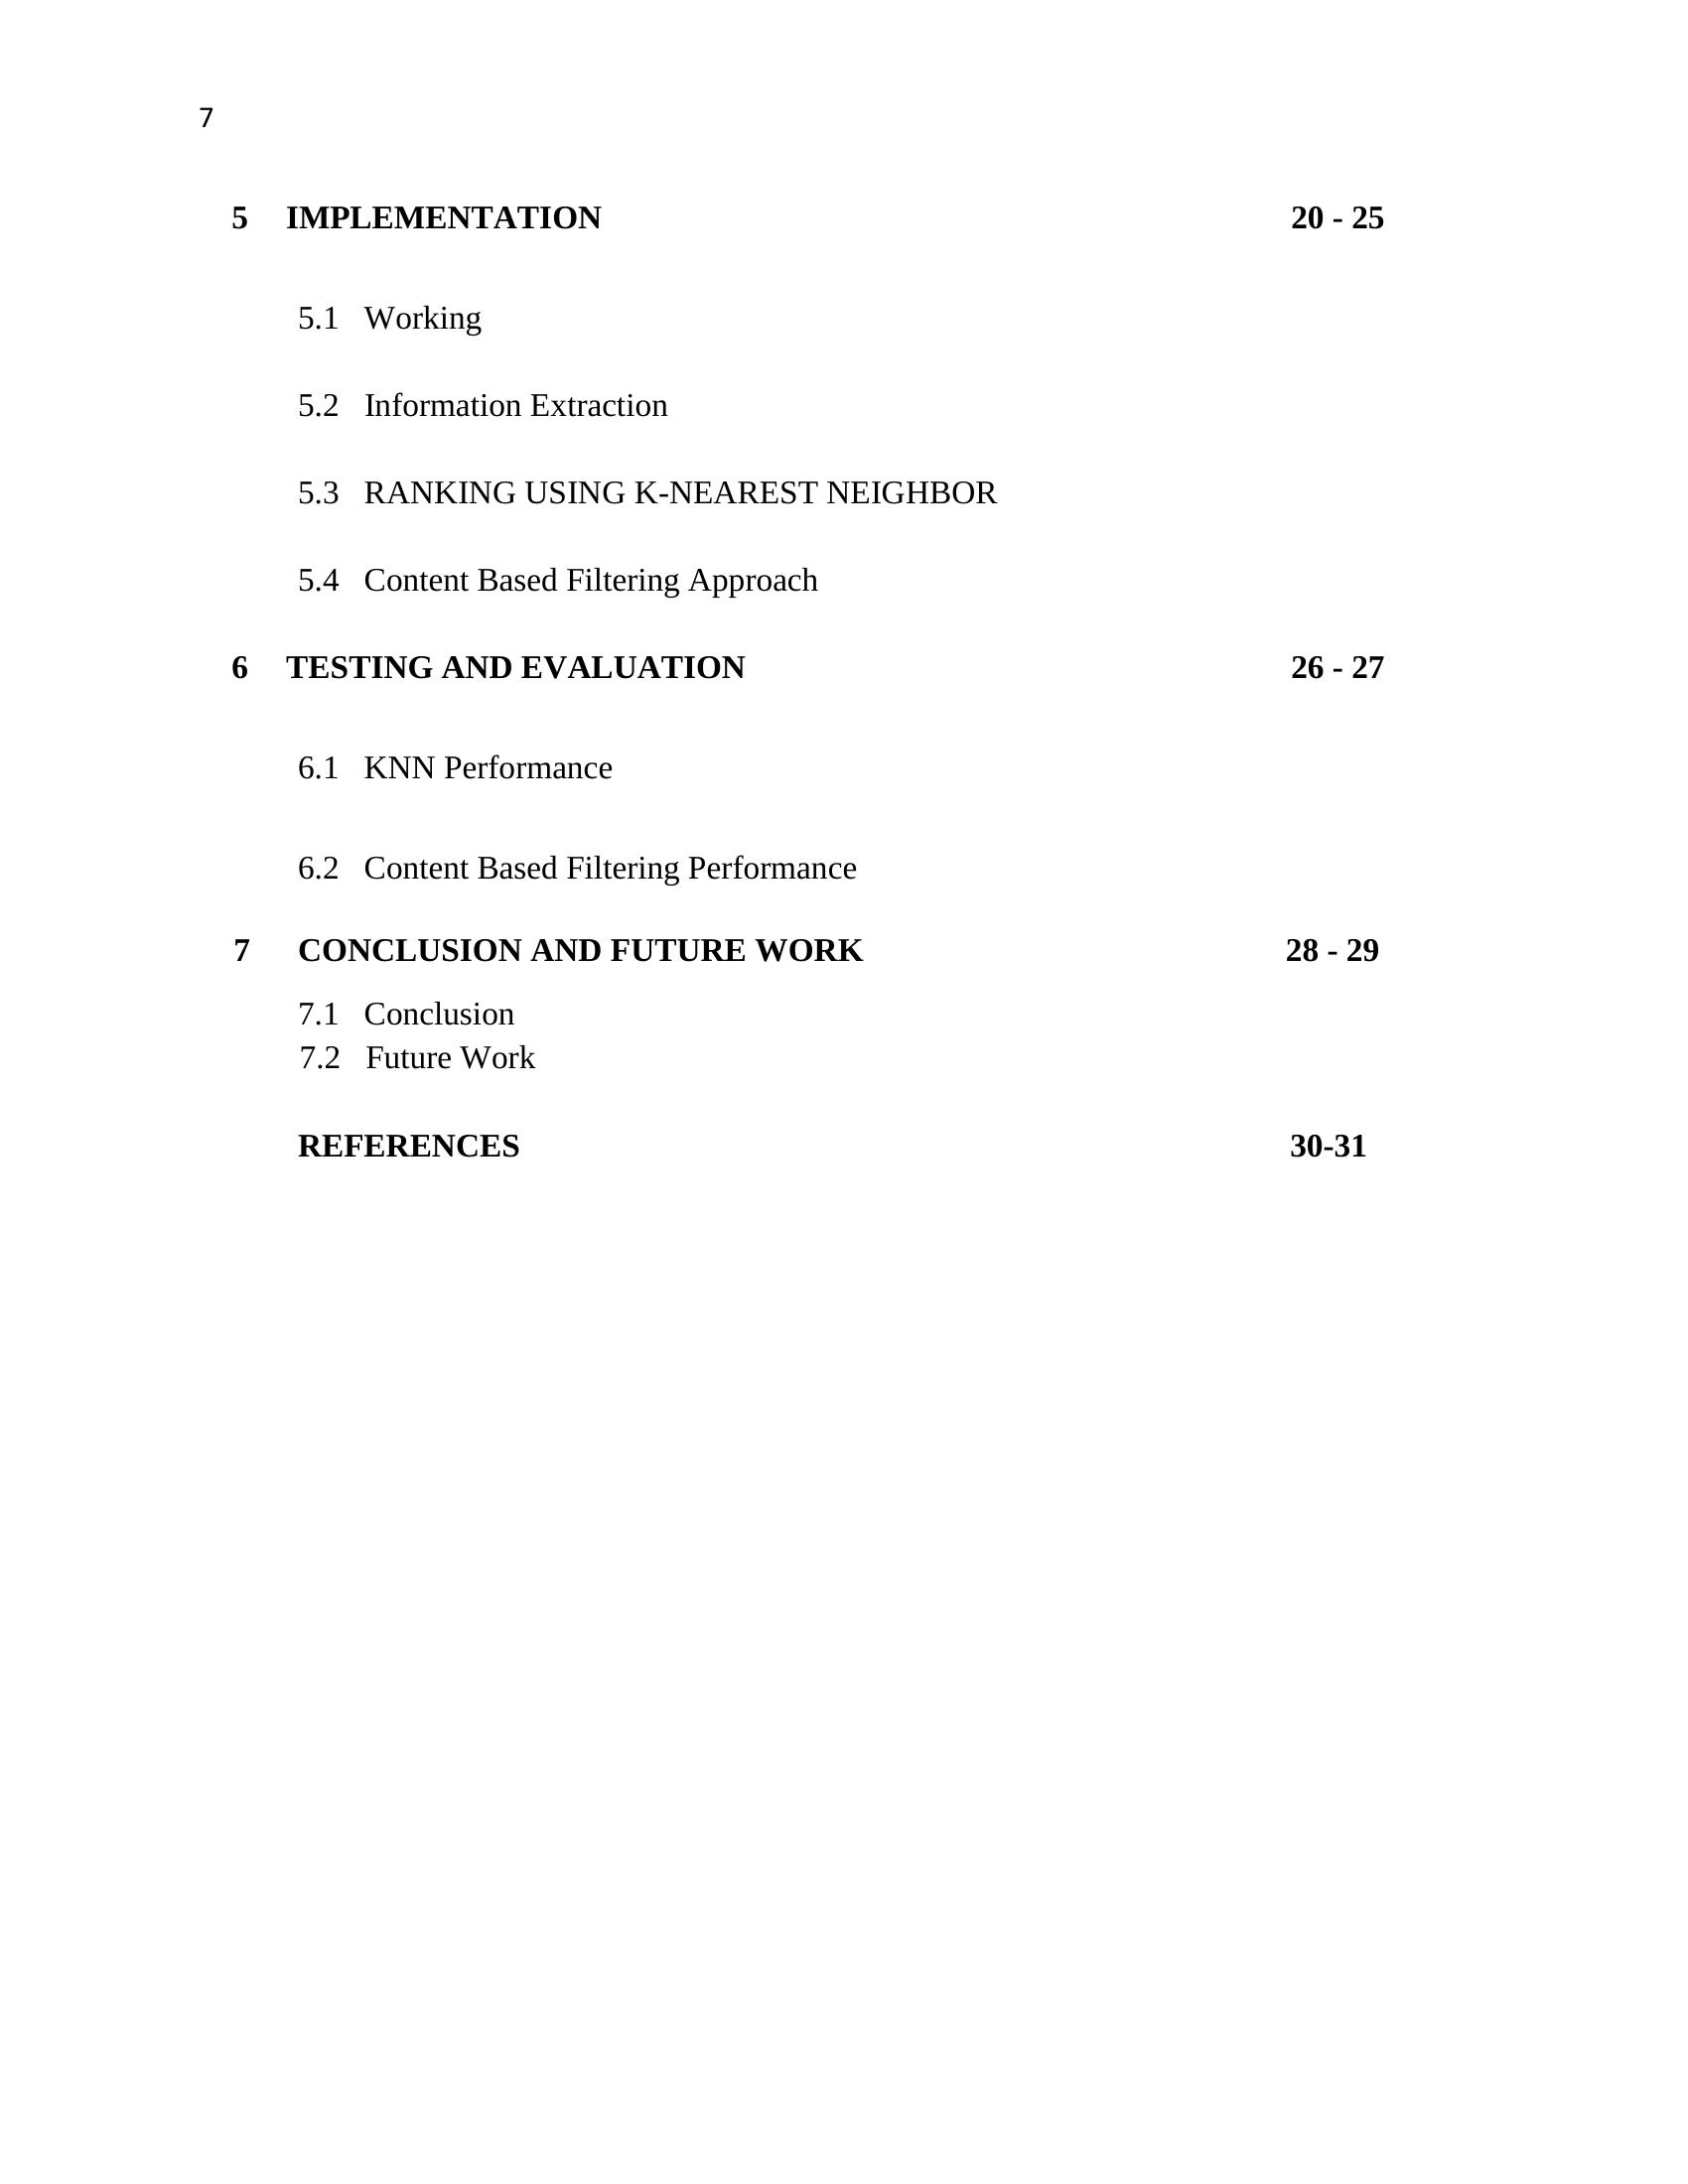 7
5 IMPLEMENTATION 20 - 25
5.1 Working
5.2 Information Extraction
5.3 RANKING USING K-NEAREST NEIGHBOR
5.4 Content Based Filtering Approach
6 TESTING AND EVALUATION 26 - 27
6.1 KNN Performance
6.2 Content Based Filtering Performance
7 CONCLUSION AND FUTURE WORK 28 - 29
7.1 Conclusion
7.2 Future Work
REFERENCES 30-31